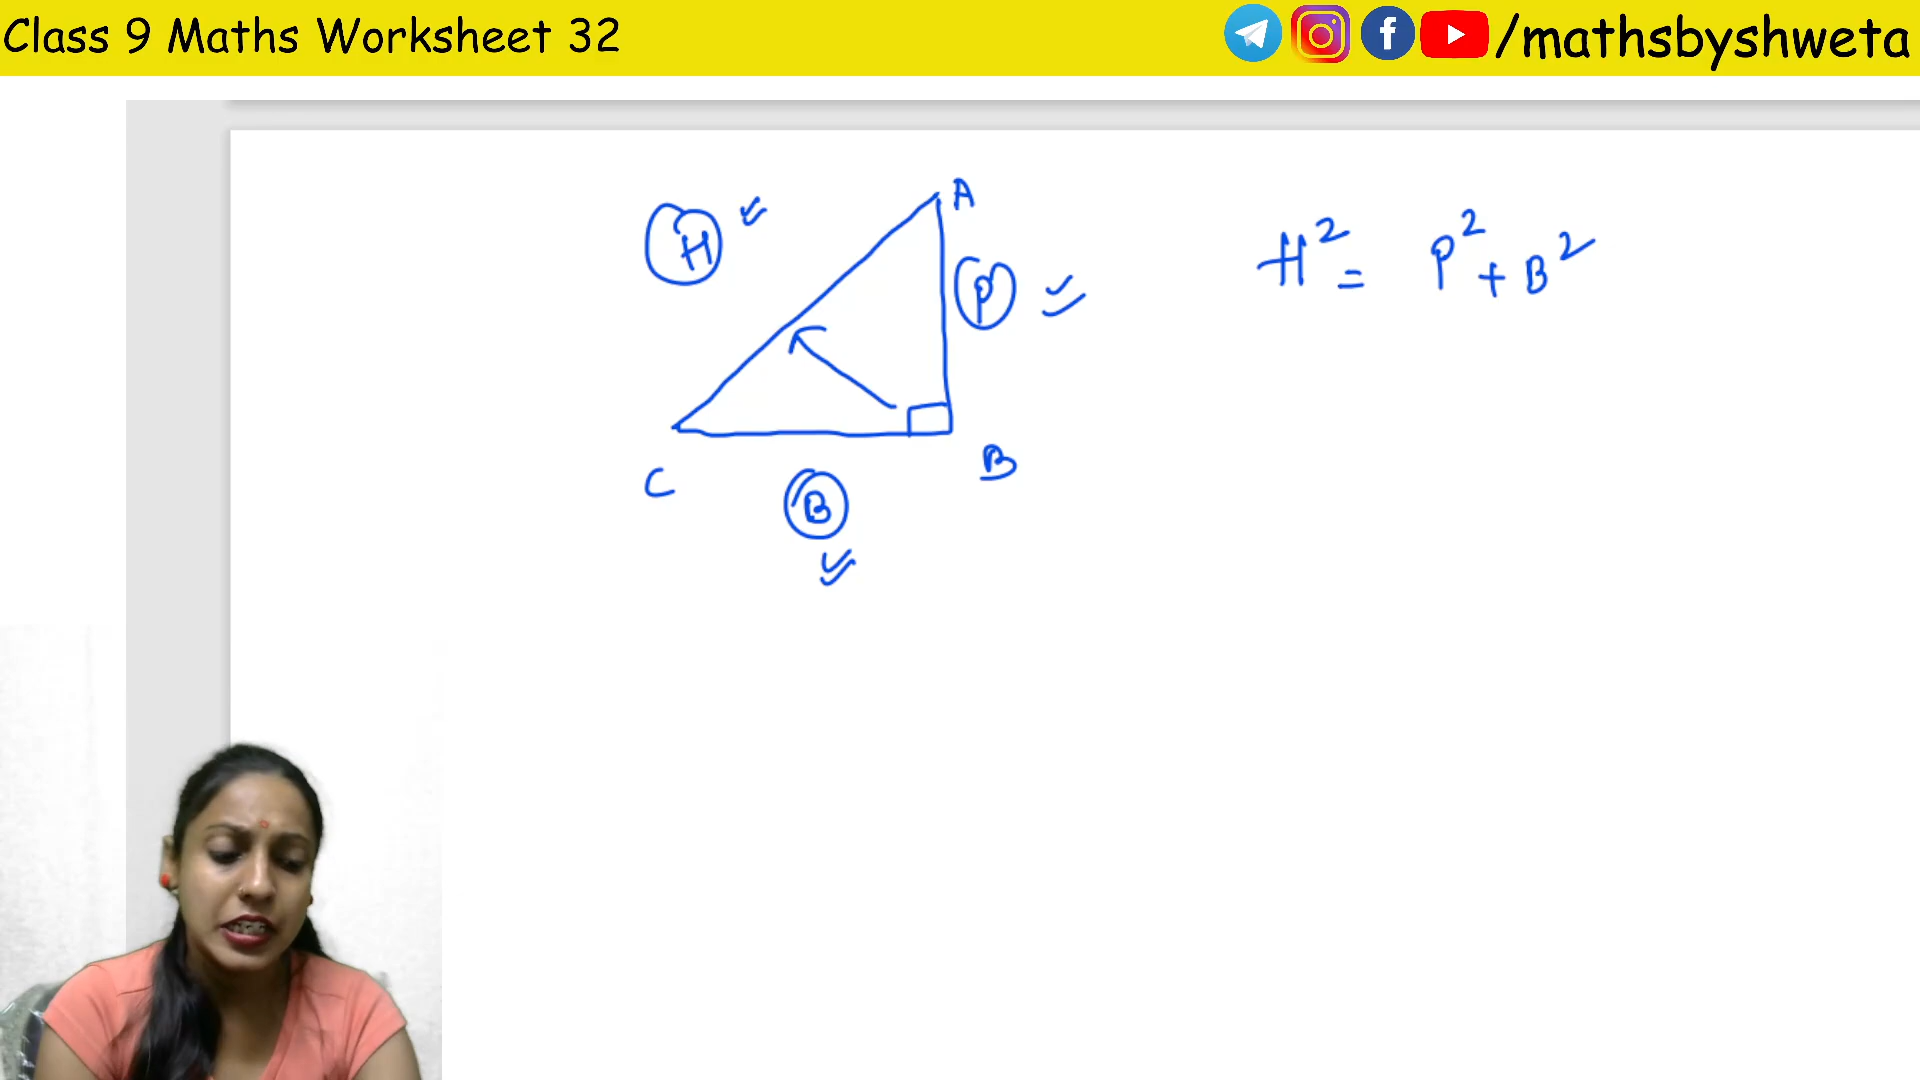 Class 9 Maths Worksheet 32
/mathsbyshweta
A
H
P
H² = P² + B²
C
B
B